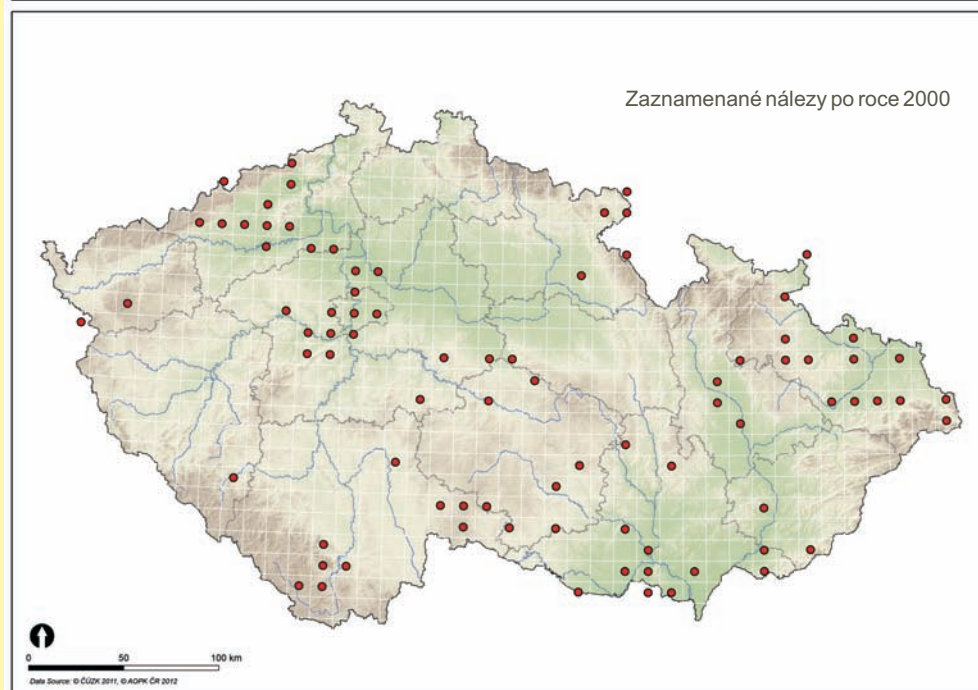 Zaznamenané nálezy po roce 2000
0 50 100 km
Data Source: © ČÚZK 2011, © AOPK ČR 2012